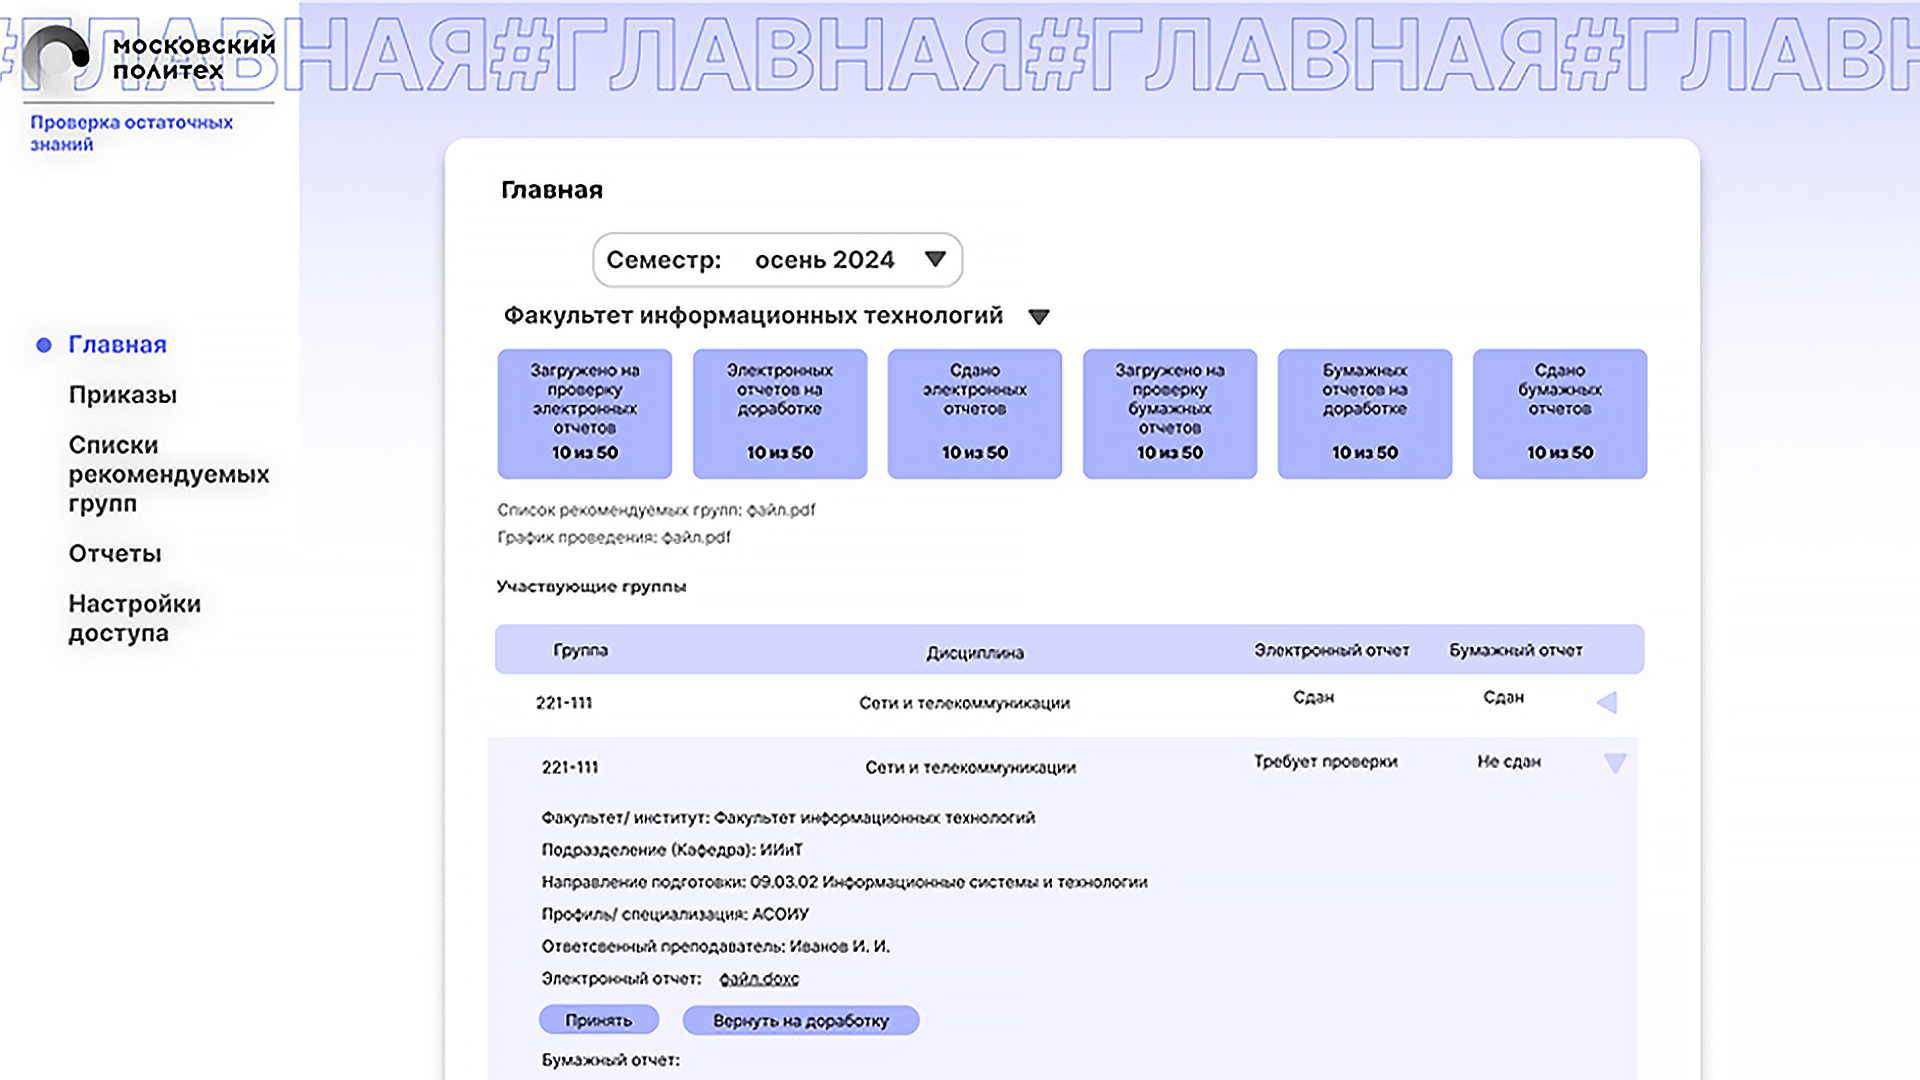 #ГЛАВНАЯ#ГЛАВНАЯ#ГЛАВНАЯ#ГЛАВН
московский
политех
Проверка остаточных
знаний
Главная
Приказы
Списки
рекомендуемых
групп
Отчеты
Настройки
доступа
Главная
Семестр: осень 2024
Факультет информационных технологий
Загружено на
проверку
электронных
отчетов
10 из 50
Электронных
отчетов на
доработке
10 из 50
Сдано
электронных
отчетов
10 из 50
Загружено на
проверку
бумажных
отчетов
10 из 50
Бумажных
отчетов на
доработке
10 из 50
Сдано
бумажных
отчетов
10 из 50
Список рекомендуемых групп: файл.pdf
График проведения: файл.pdf
Участвующие группы
Группа Дисциплина Электронный отчет Бумажный отчет
221-111 Сети и телекоммуникации Сдан Сдан
221-111 Сети и телекоммуникации Требует проверки Не сдан
Факультет/ институт: Факультет информационных технологий
Подразделение (Кафедра): ИИиТ
Направление подготовки: 09.03.02 Информационные системы и технологии
Профиль/ специализация: АСОИУ
Ответсвенный преподаватель: Иванов И. И.
Электронный отчет: файл.doxc
Принять Вернуть на доработку
Бумажный отчет: